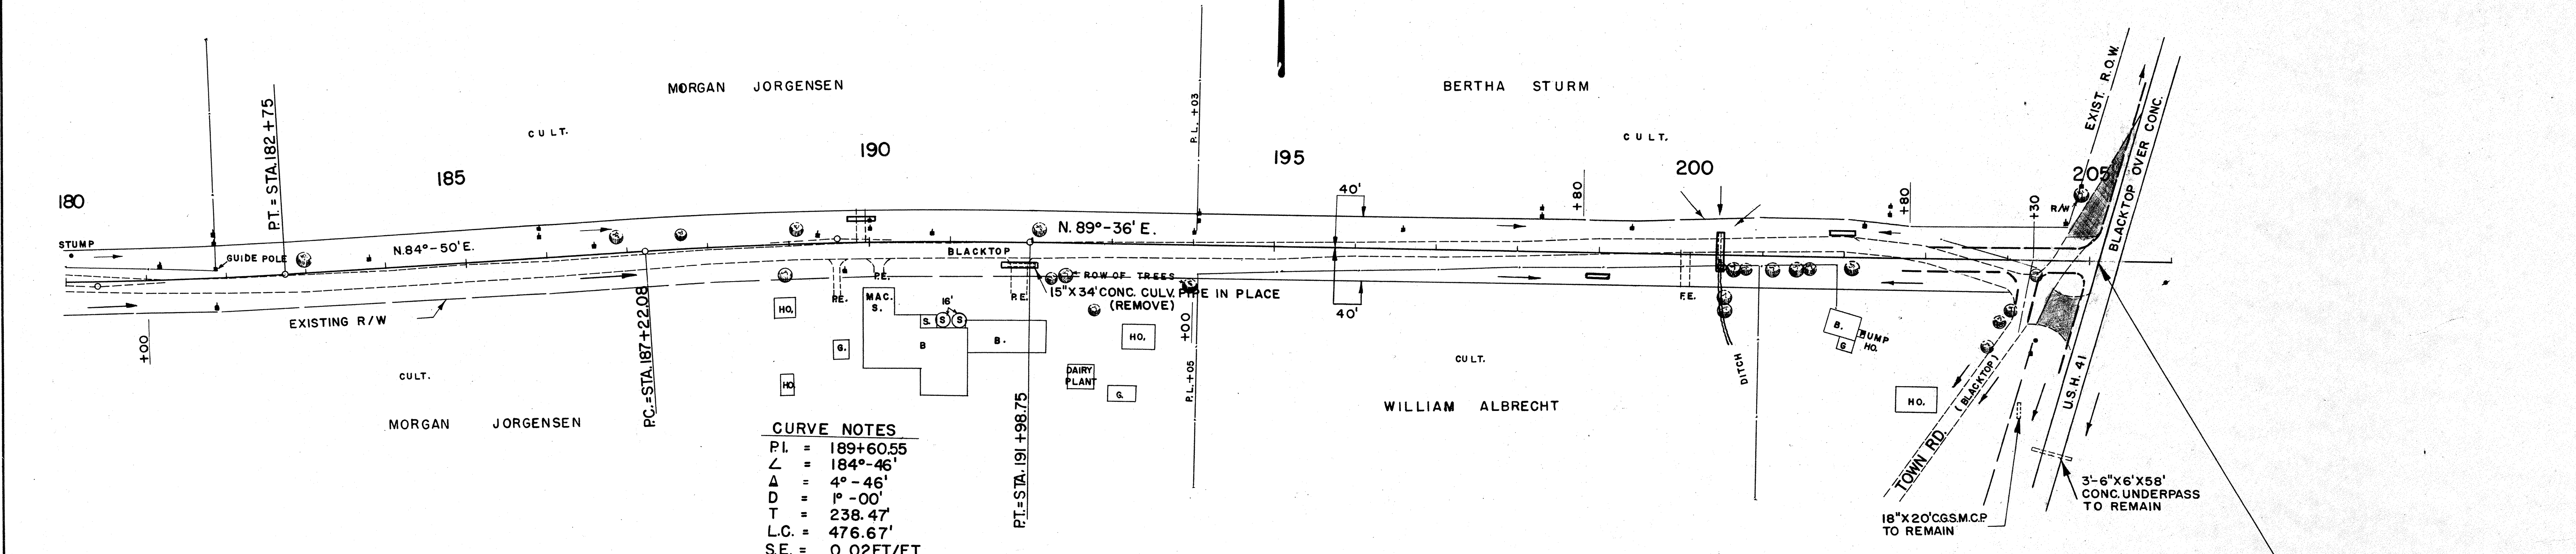 MORGAN JORGENSEN
BERTHA STURM
CULT.
CULT.
180
185
190
195
200
205
P.T. = STA. 182+75
P.L. +03
EXIST. R.O.W.
BLACKTOP OVER CONC.
40'
+80
+80
+30
R/W
STUMP
GUIDE POLE
N.84°-50'E.
N. 89°-36' E.
BLACKTOP
EXISTING R/W
+00
P.E.
P.E.
P.E.
P.E.
ROW OF TREES
15"X34' CONC. CULV. PIPE IN PLACE
(REMOVE)
40'
+00
P.L. +05
HO.
G.
HO.
MAC.
S.
16'
S.
S
S
B
B.
HO.
DAIRY
PLANT
G.
CULT.
MORGAN JORGENSEN
P.C.=STA.187+22.08
P.T.=STA. 191+98.75
CULT.
WILLIAM ALBRECHT
DITCH
B.
G
PUMP
HO.
HO.
(BLACKTOP)
TOWN RD.
U.S.H. 41
18"X20'C.G.S.M.C.P.
TO REMAIN
3'-6"X6'X58'
CONC. UNDERPASS
TO REMAIN
CURVE NOTES
P.I. = 189+60.55
∠ = 184°-46'
Δ = 4°-46'
D = 1°-00'
T = 238.47'
L.C. = 476.67'
S.E. = 0.02FT/FT